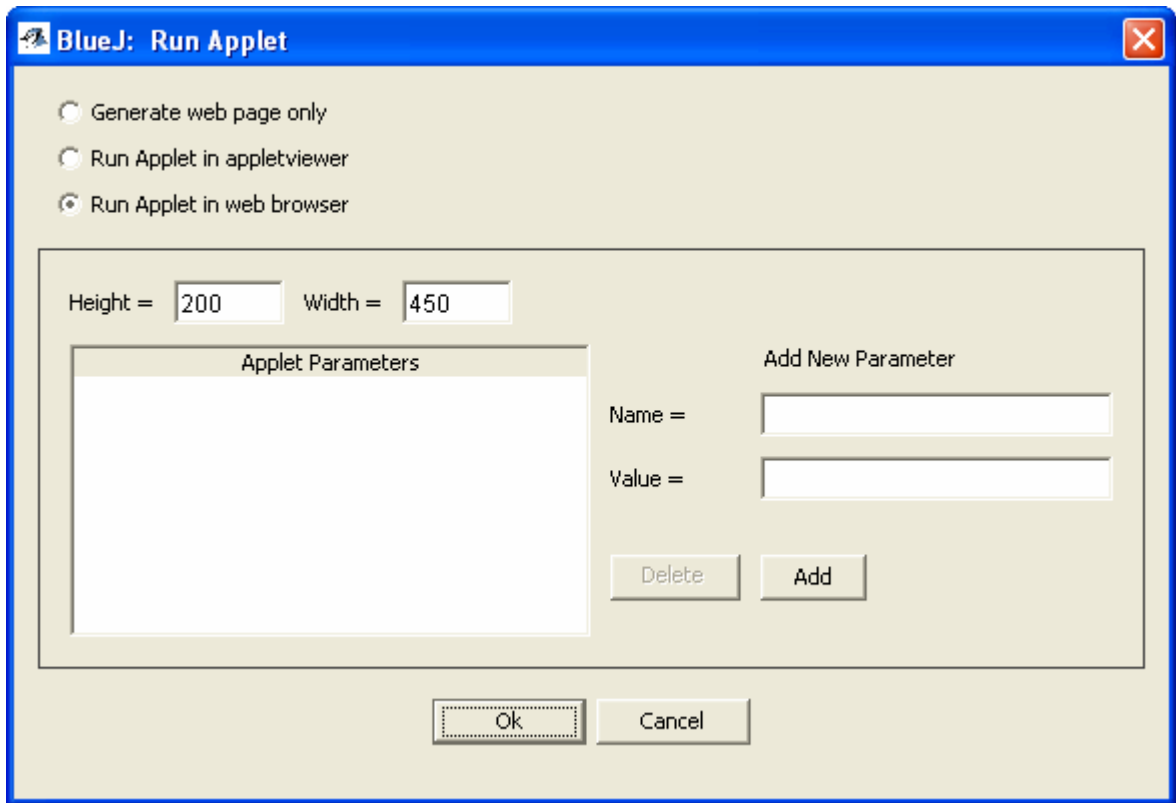 BlueJ: Run Applet
Generate web page only
Run Applet in appletviewer
Run Applet in web browser
Height = 200 Width = 450
Applet Parameters
Add New Parameter
Name =
Value =
Delete Add
Ok Cancel